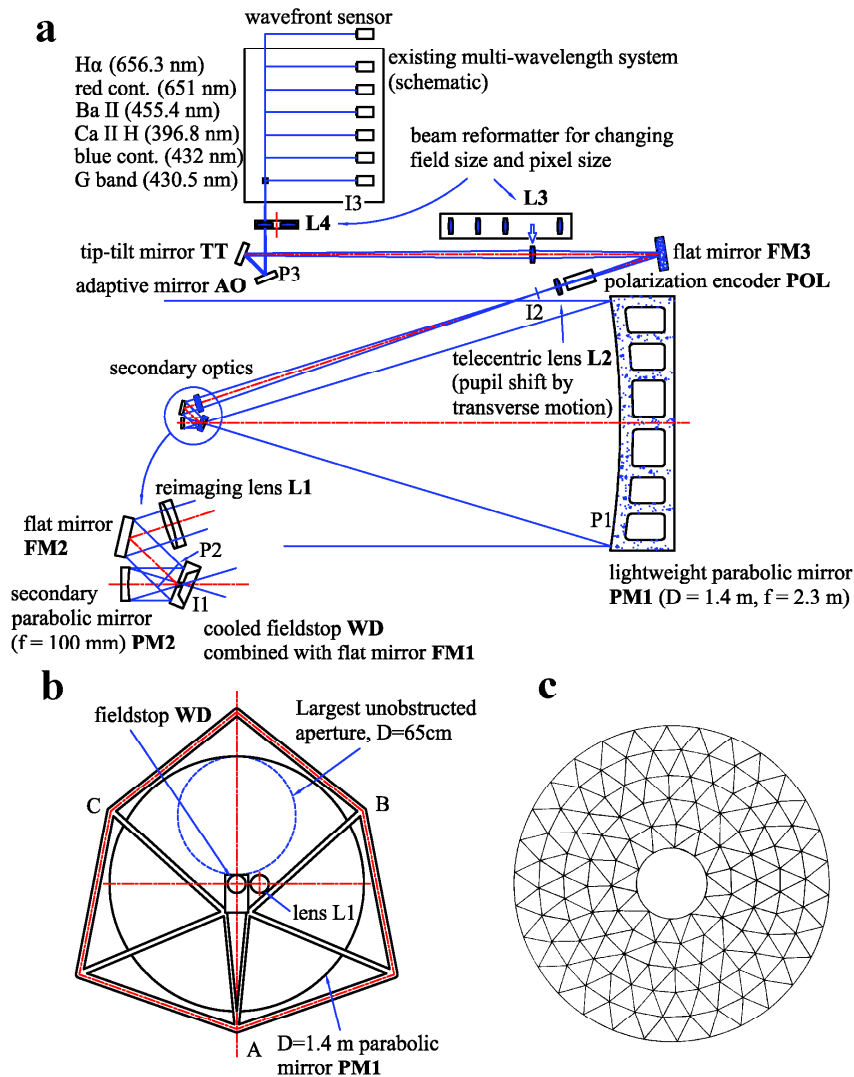 a
wavefront sensor
existing multi-wavelength system
(schematic)
Hα (656.3 nm)
red cont. (651 nm)
Ba II (455.4 nm)
Ca II H (396.8 nm)
blue cont. (432 nm)
G band (430.5 nm)
I3
beam reformatter for changing
field size and pixel size
L3
L4
tip-tilt mirror TT
P3
adaptive mirror AO
flat mirror FM3
polarization encoder POL
I2
telecentric lens L2
(pupil shift by
transverse motion)
secondary optics
reimaging lens L1
flat mirror
FM2
P2
I1
secondary
parabolic mirror
(f = 100 mm) PM2
cooled fieldstop WD
combined with flat mirror FM1
P1
lightweight parabolic mirror
PM1 (D = 1.4 m, f = 2.3 m)
b
fieldstop WD
Largest unobstructed
aperture, D=65cm
C
B
lens L1
A
D=1.4 m parabolic
mirror PM1
c